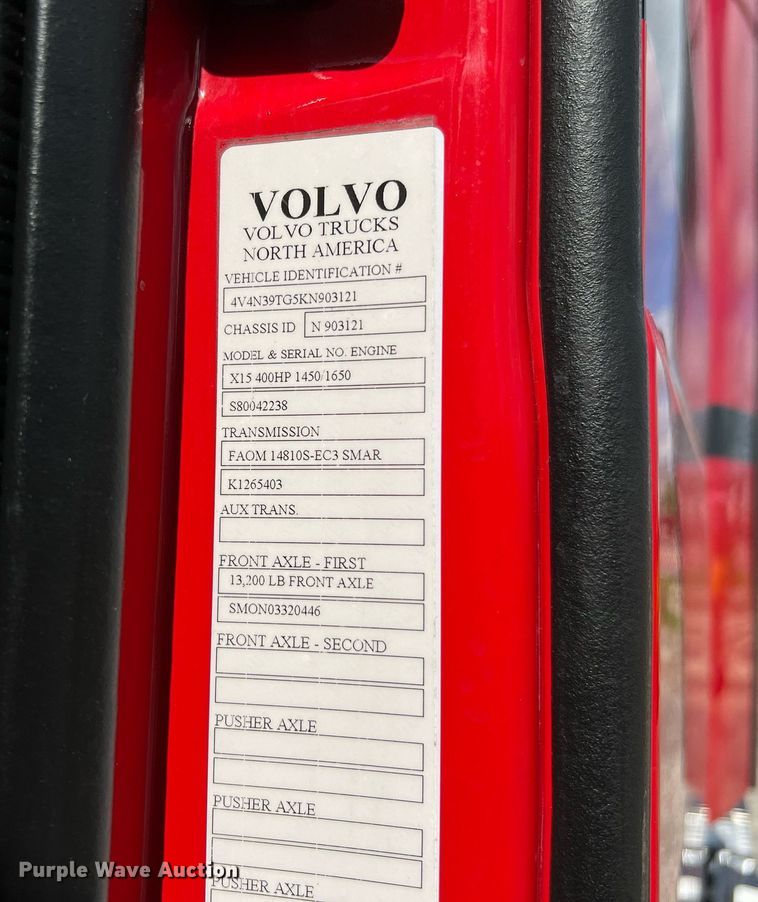 VOLVO
VOLVO TRUCKS
NORTH AMERICA
VEHICLE IDENTIFICATION #
4V4N39TG5KN903121
CHASSIS ID N 903121
MODEL & SERIAL NO. ENGINE
X15 400HP 1450/1650
S80042238
TRANSMISSION
FAOM 14810S-EC3 SMAR
K1265403
AUX TRANS.
FRONT AXLE - FIRST
13,200 LB FRONT AXLE
SMON03320446
FRONT AXLE - SECOND
PUSHER AXLE
PUSHER AXLE
PUSHER AXLE
Purple Wave Auction